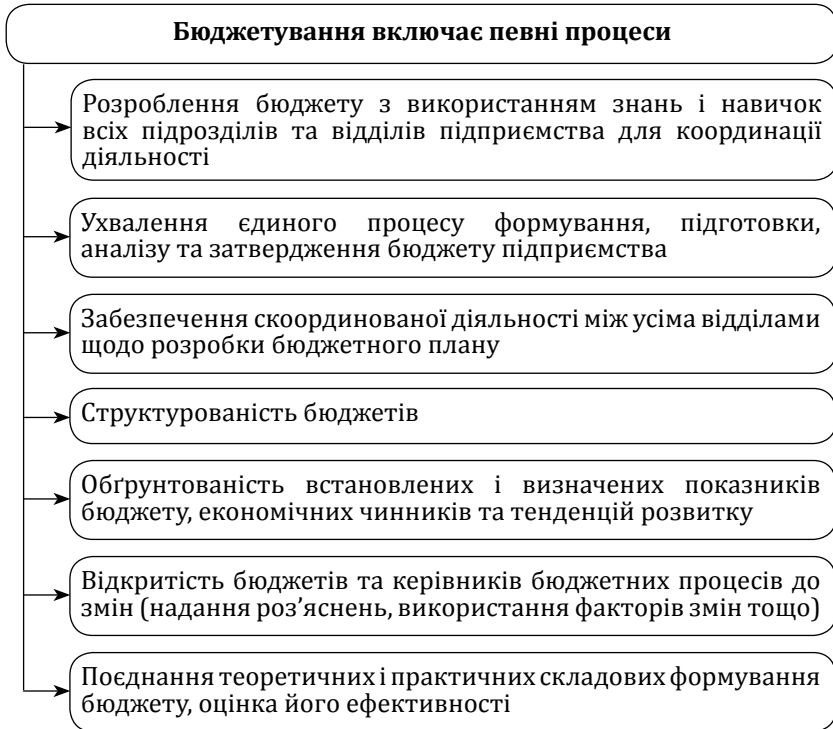 Бюджетування включає певні процеси
Розроблення бюджету з використанням знань і навичок
всіх підрозділів та відділів підприємства для координації
діяльності
Ухвалення єдиного процесу формування, підготовки,
аналізу та затвердження бюджету підприємства
Забезпечення скоординованої діяльності між усіма відділами
щодо розробки бюджетного плану
Структурованість бюджетів
Обґрунтованість встановлених і визначених показників
бюджету, економічних чинників та тенденцій розвитку
Відкритість бюджетів та керівників бюджетних процесів до
змін (надання роз’яснень, використання факторів змін тощо)
Поєднання теоретичних і практичних складових формування
бюджету, оцінка його ефективності